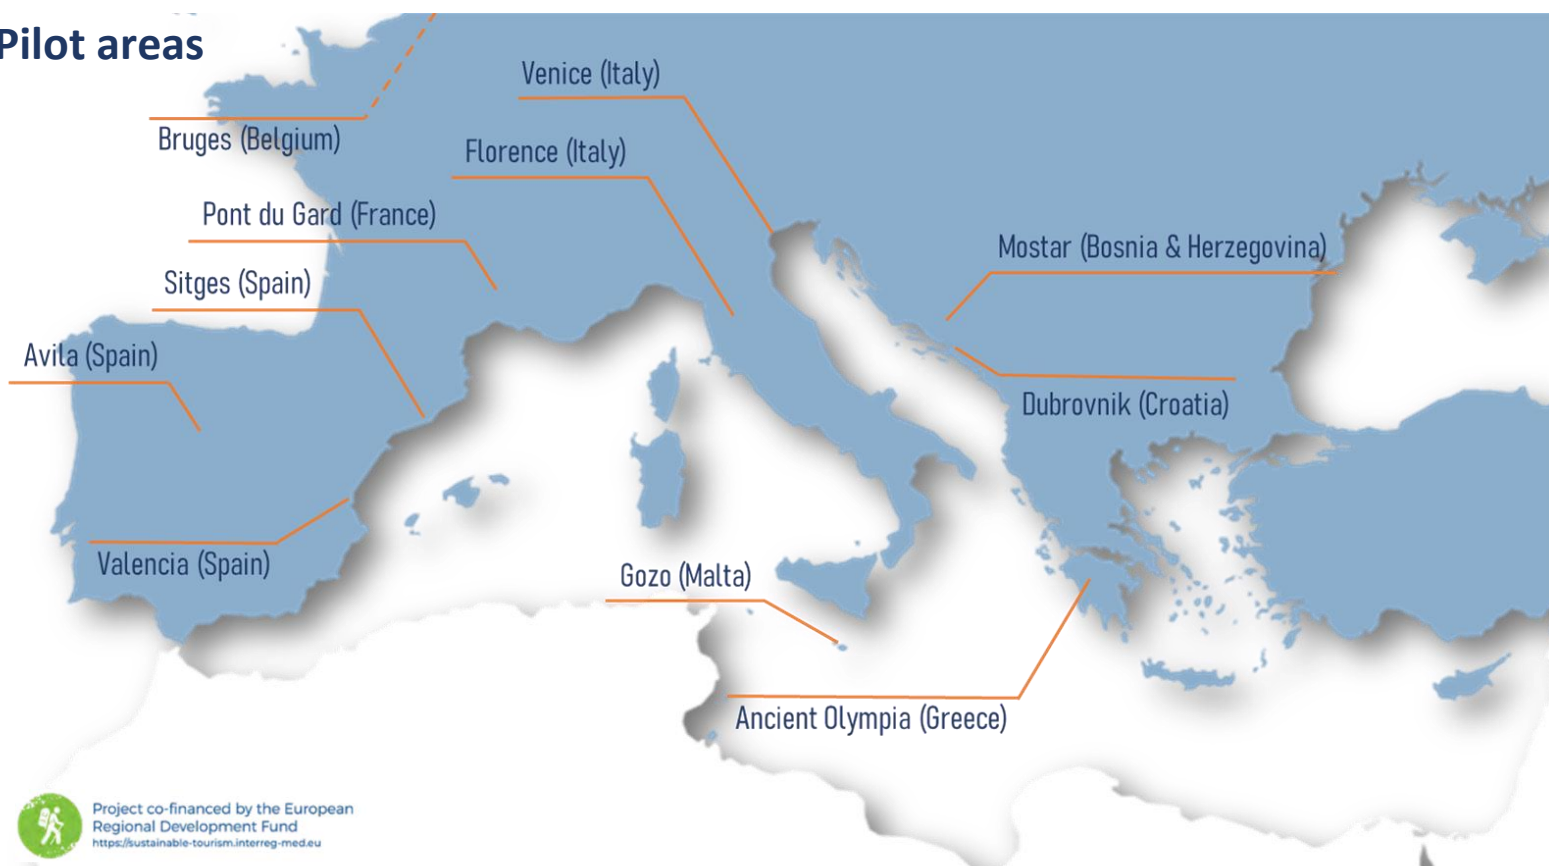 Pilot areas
Venice (Italy)
Bruges (Belgium)
Florence (Italy)
Pont du Gard (France)
Mostar (Bosnia & Herzegovina)
Sitges (Spain)
Avila (Spain)
Dubrovnik (Croatia)
Valencia (Spain)
Gozo (Malta)
Ancient Olympia (Greece)
Project co-financed by the European
Regional Development Fund
https://sustainable-tourism.interreg-med.eu